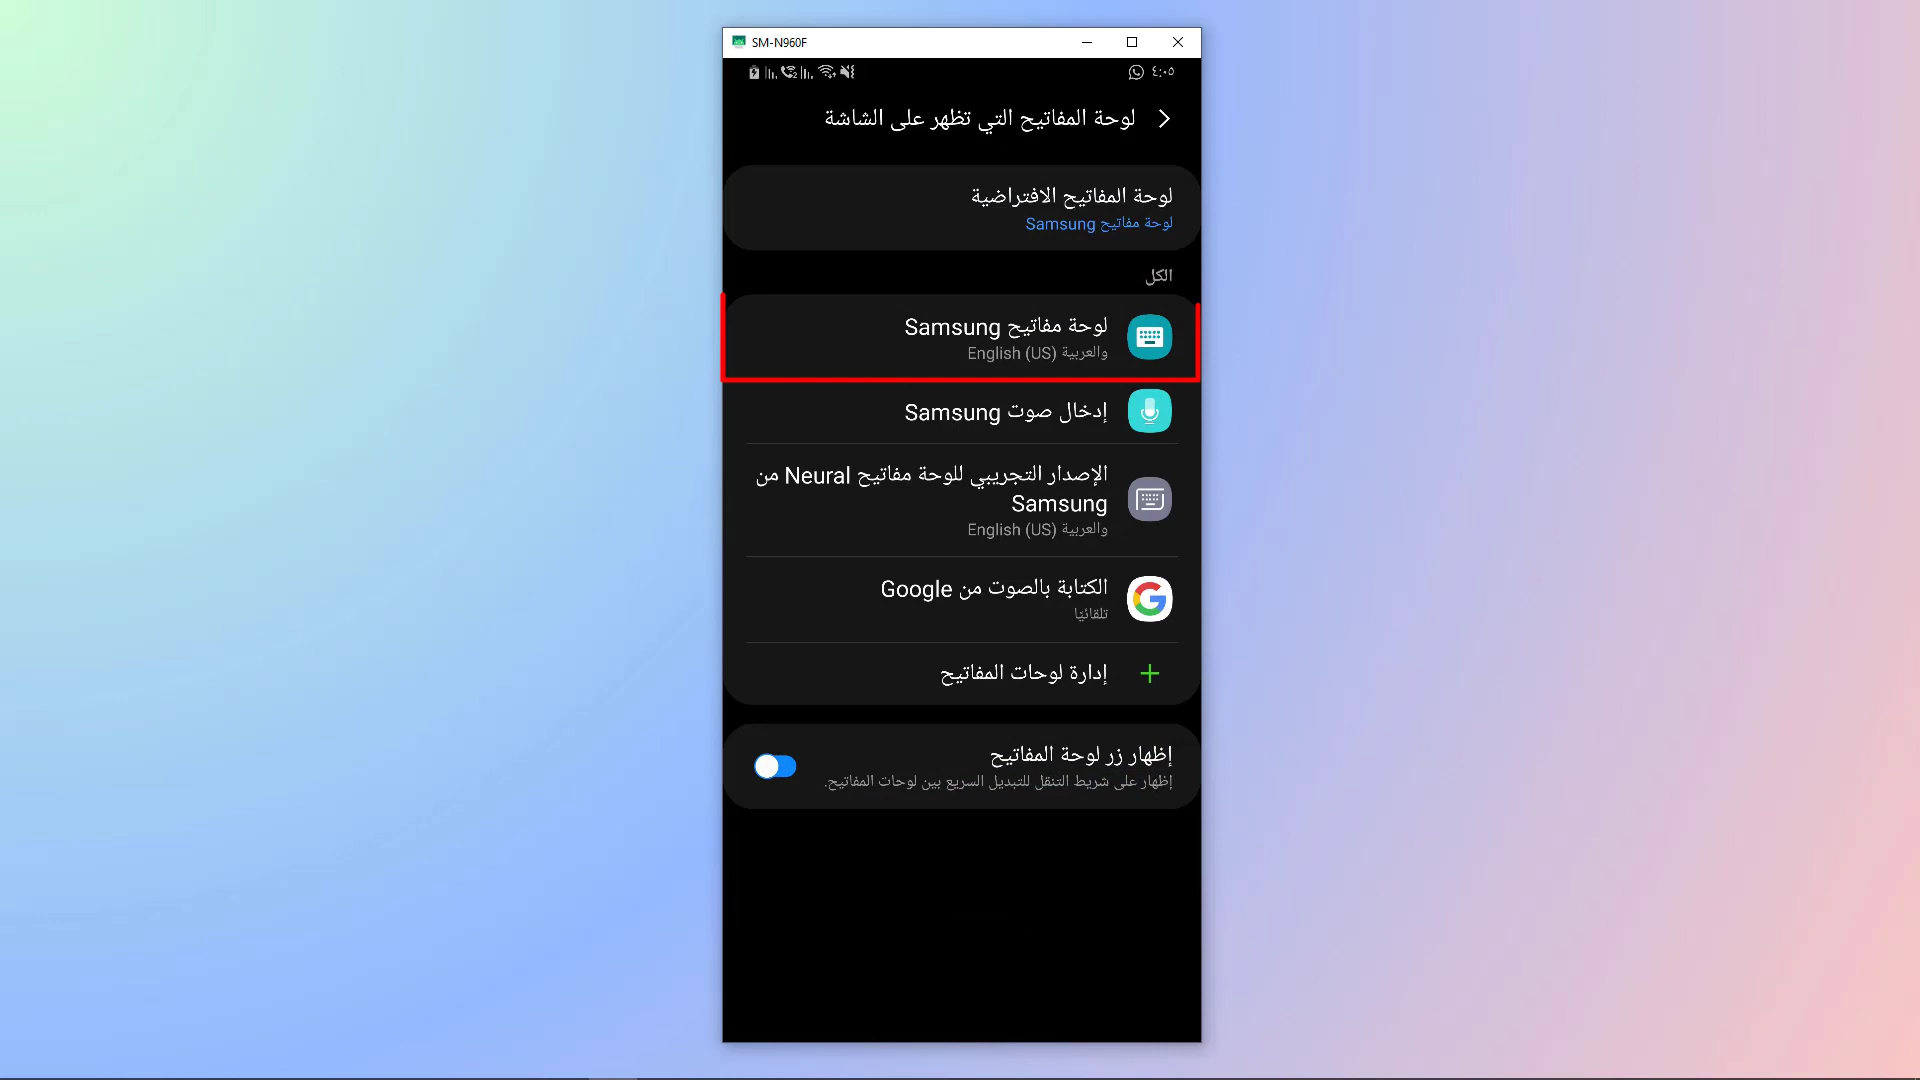 SM-N960F
٤:٠٥
لوحة المفاتيح التي تظهر على الشاشة
لوحة المفاتيح الافتراضية
لوحة مفاتيح Samsung
الكل
لوحة مفاتيح Samsung
English (US) والعربية
إدخال صوت Samsung
الإصدار التجريبي للوحة مفاتيح Neural من
Samsung
English (US) والعربية
الكتابة بالصوت من Google
تلقائيًا
إدارة لوحات المفاتيح
إظهار زر لوحة المفاتيح
إظهار على شريط التنقل للتبديل السريع بين لوحات المفاتيح.